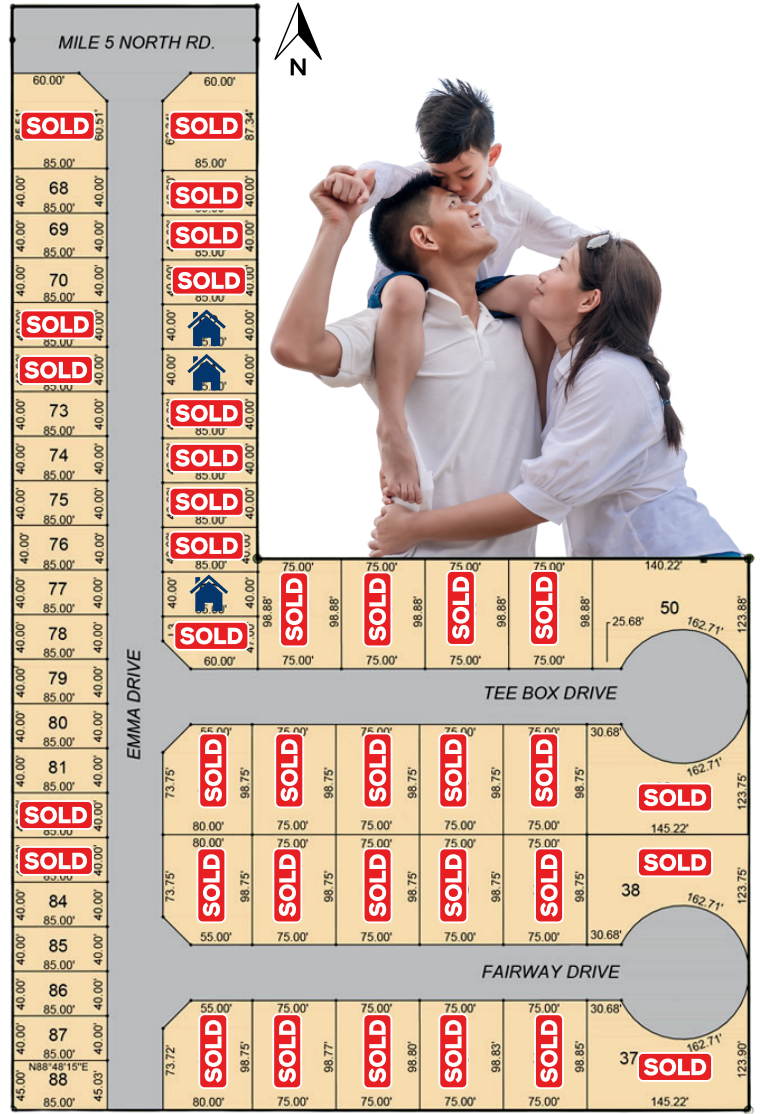 MILE 5 NORTH RD.
N
60.00' 60.00'
SOLD 60.51' SOLD 87.34'
85.00' 85.00'
40.00' 68 40.00' SOLD 40.00'
85.00'
40.00' 69 40.00' SOLD 40.00'
85.00' 85.00'
40.00' 70 40.00' SOLD 40.00'
85.00' 85.00'
SOLD 40.00' 40.00' 40.00'
SOLD 40.00' 40.00' 40.00'
85.00'
40.00' 73 40.00' SOLD 40.00'
85.00' 85.00'
40.00' 74 40.00' SOLD 40.00'
85.00' 85.00'
40.00' 75 40.00' SOLD 40.00'
85.00' 85.00'
40.00' 76 40.00' SOLD 40.00'
85.00' 85.00'
75.00' 75.00' 75.00' 75.00' 140.22'
40.00' 77 40.00' 40.00' 40.00'
85.00'
98.88' SOLD 98.88' SOLD 98.88' SOLD 98.88' SOLD 98.88' 50 123.88'
25.68' 162.71'
40.00' 78 40.00' SOLD
85.00' 60.00' 75.00' 75.00' 75.00' 75.00'
EMMA DRIVE
40.00' 79 40.00'
85.00'
TEE BOX DRIVE
40.00' 80 40.00'
85.00'
55.00' 75.00' 75.00' 75.00' 75.00' 30.68'
40.00' 81 40.00'
85.00'
73.75' SOLD 98.75' SOLD 98.75' SOLD 98.75' SOLD 98.75' SOLD 98.75' 162.71' SOLD 123.75'
SOLD 40.00'
85.00'
80.00' 75.00' 75.00' 75.00' 75.00' 145.22'
80.00' 75.00' 75.00' 75.00' 75.00'
SOLD 40.00'
85.00'
73.75' SOLD 98.75' SOLD 98.75' SOLD 98.75' SOLD 98.75' SOLD 98.75' SOLD 123.75'
38 162.71'
40.00' 84 40.00'
85.00'
55.00' 75.00' 75.00' 75.00' 75.00' 30.68'
40.00' 85 40.00'
85.00'
FAIRWAY DRIVE
40.00' 86 40.00'
85.00'
55.00' 75.00' 75.00' 75.00' 75.00' 30.68'
40.00' 87 40.00'
85.00'
73.72' SOLD 98.75' SOLD 98.77' SOLD 98.80' SOLD 98.83' SOLD 98.85' 37 SOLD 162.71' 123.90'
N88°48'15"E
45.00' 88 45.03'
85.00' 80.00' 75.00' 75.00' 75.00' 75.00' 145.22'